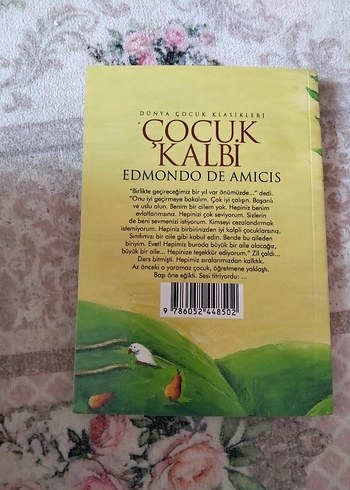 DÜNYA ÇOCUK KLASİKLERİ
ÇOCUK
KALBİ
EDMONDO DE AMICIS
"Birlikte geçireceğimiz bir yıl var önümüzde..." dedi.
"Onu iyi geçirmeye bakalım. Çok iyi çalışın. Başarılı
ve uslu olun. Benim bir ailem yok. Hepiniz benim
evlatlarımsınız. Hepinizi çok seviyorum. Sizlerin
de beni sevmenizi istiyorum. Kimseyi cezalandırmak
istemiyorum. Hepiniz birbirinizden iyi kalpli çocuklarsınız.
Sınıfımızı bir aile gibi kabul edin. Bende bu aileden
biriyim. Evet! Hepimiz burada büyük bir aile olacağız,
büyük bir aile... Hepinize teşekkür ediyorum." Zil çaldı...
Ders bitmişti. Hepimiz sıralarımızdan kalktık.
Az önceki o yaramaz çocuk, öğretmene yaklaştı.
Başı öne eğikti. Sesi titriyordu: ...
9 786052 448502